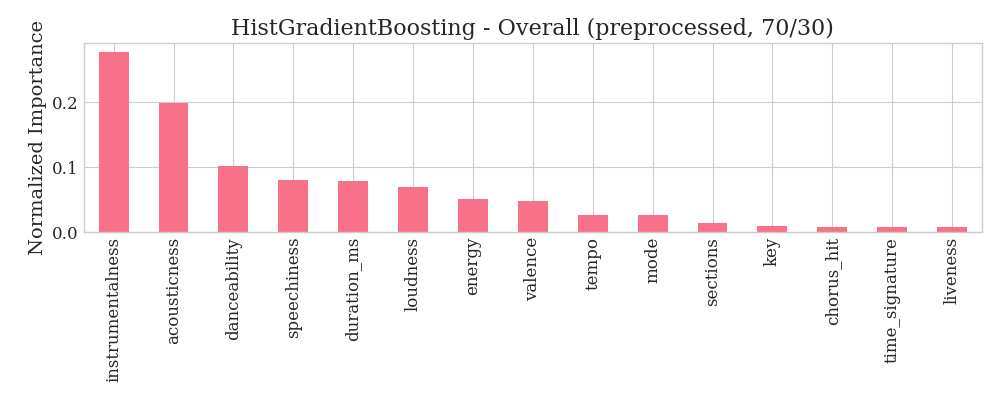 HistGradientBoosting - Overall (preprocessed, 70/30)
Normalized Importance
0.2
0.1
0.0
instrumentalness
acousticness
danceability
speechiness
duration_ms
loudness
energy
valence
tempo
mode
sections
key
chorus_hit
time_signature
liveness